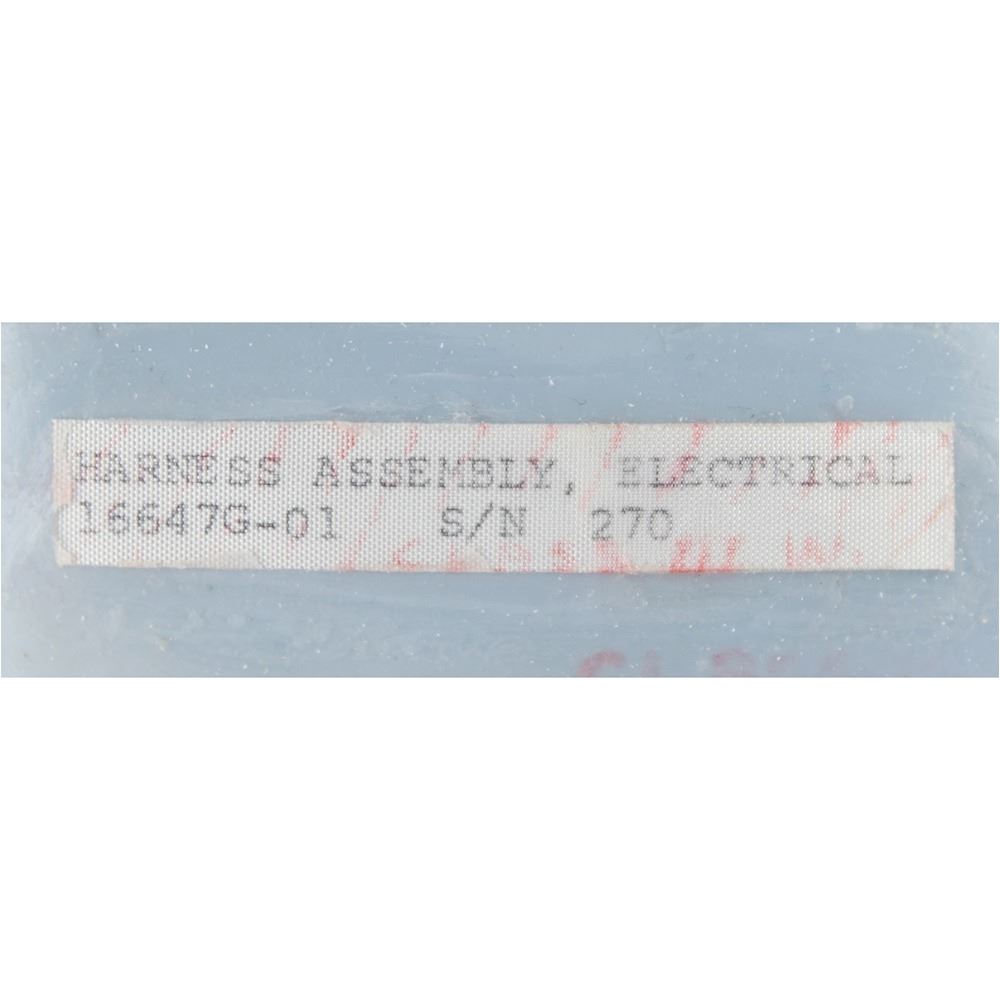 HARNESS ASSEMBLY, ELECTRICAL
16647G-01 S/N 270